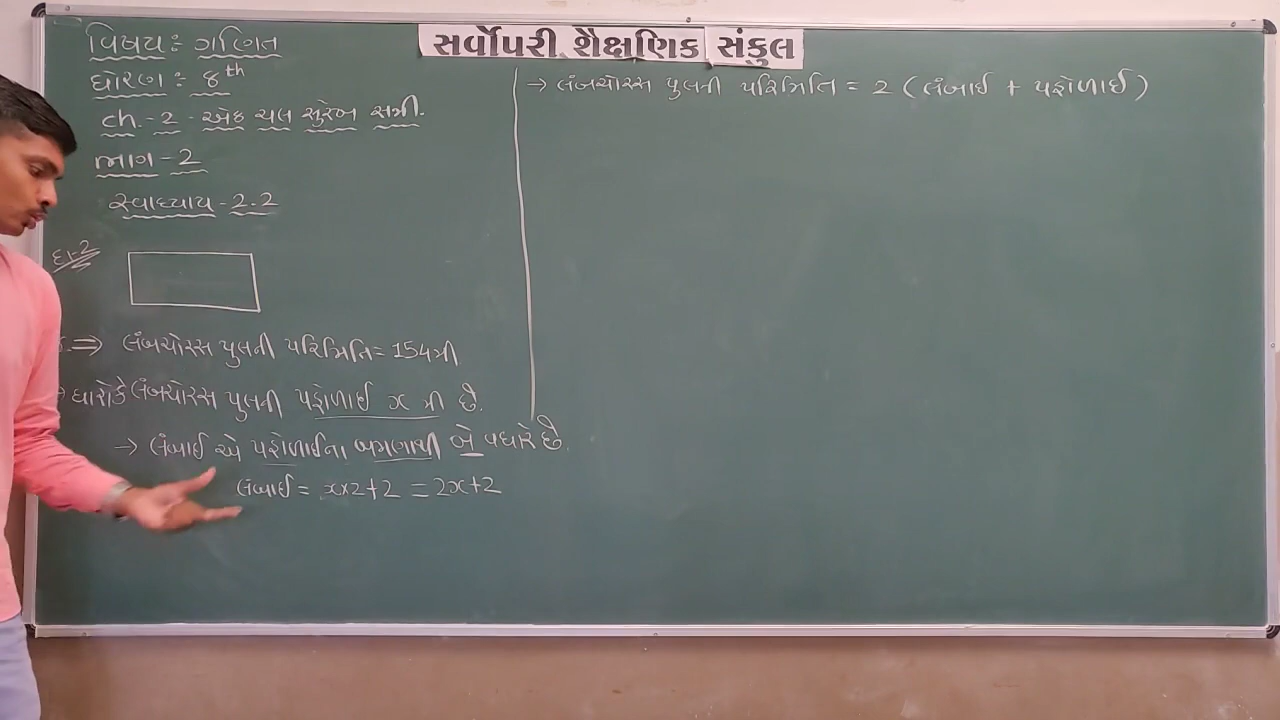 સર્વોપરી શૈક્ષણિક સંકુલ
વિષય : ગણિત
ધોરણ : 8th
ch.-2 - એક ચલ સુરેખ સમી.
ભાગ-2
સ્વાધ્યાય-2.2
દા-2
⇒ લંબચોરસ પુલની પરિમિતિ = 154મી
→ ધારોકે લંબચોરસ પુલની પહોળાઈ x મી છે.
→ લંબાઈ એ પહોળાઈના બમણાથી બે વધારે છે.
લંબાઈ = x×2+2 = 2x+2
→ લંબચોરસ પુલની પરિમિતિ = 2 (લંબાઈ + પહોળાઈ)